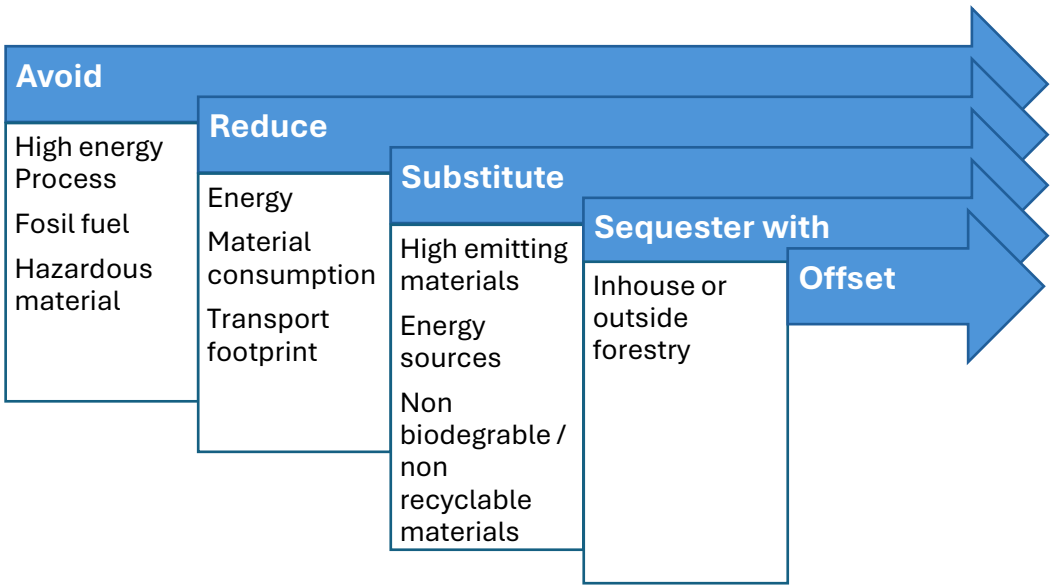 Avoid
High energy
Process
Fosil fuel
Hazardous
material
Reduce
Energy
Material
consumption
Transport
footprint
Substitute
High emitting
materials
Energy
sources
Non
biodegrable /
non
recyclable
materials
Sequester with
Inhouse or
outside
forestry
Offset